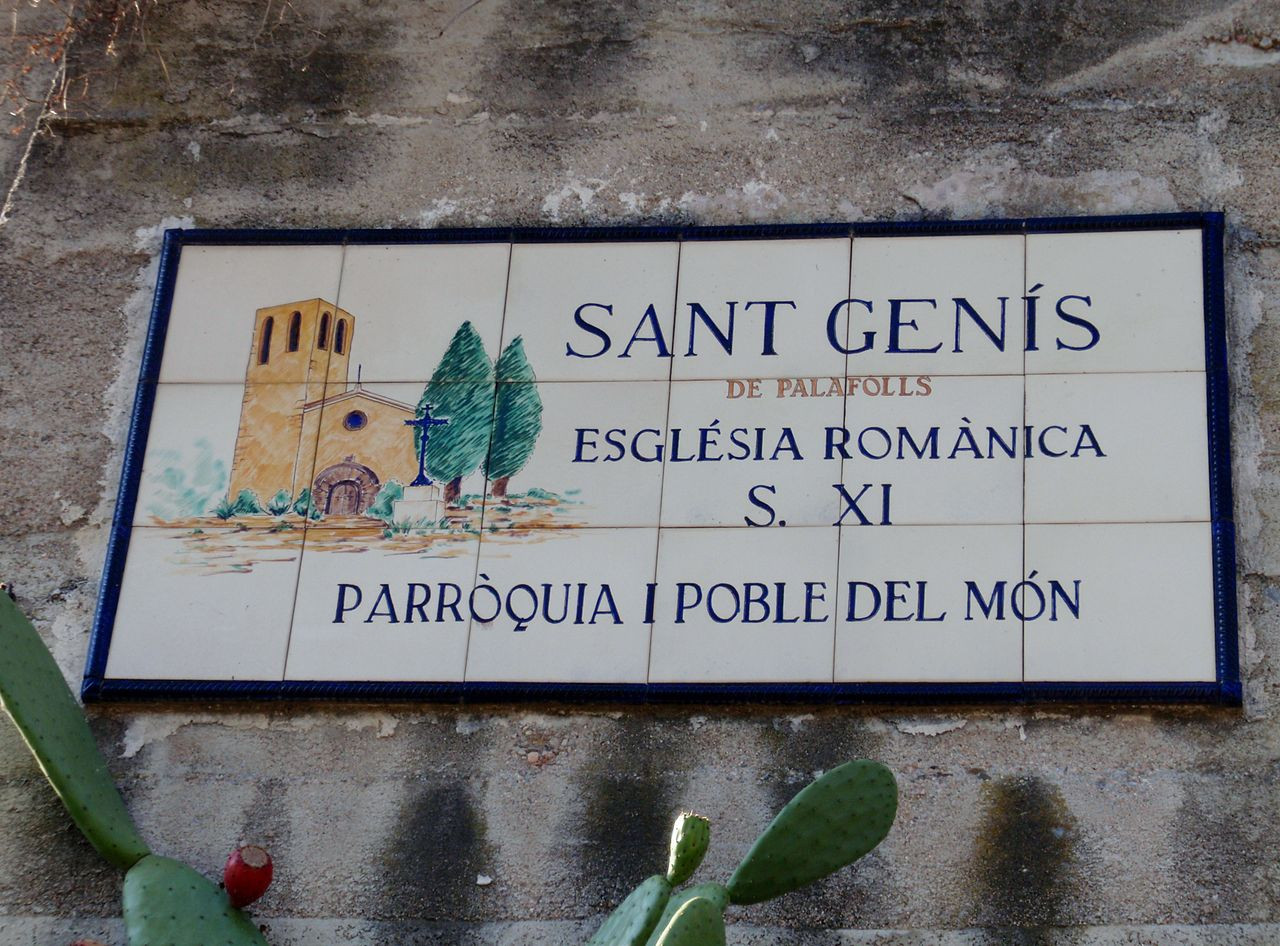 SANT GENÍS
DE PALAFOLLS
ESGLÉSIA ROMÀNICA
S. XI
PARRÒQUIA I POBLE DEL MÓN